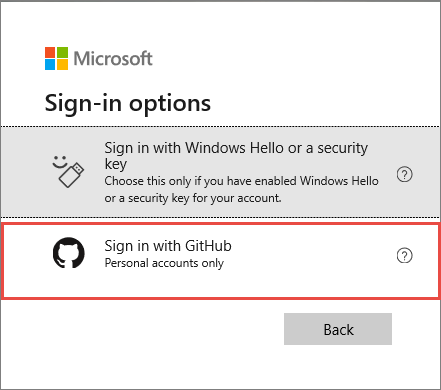 Microsoft
Sign-in options
Sign in with Windows Hello or a security
key
Choose this only if you have enabled Windows Hello
or a security key for your account.
?
Sign in with GitHub
Personal accounts only
?
Back